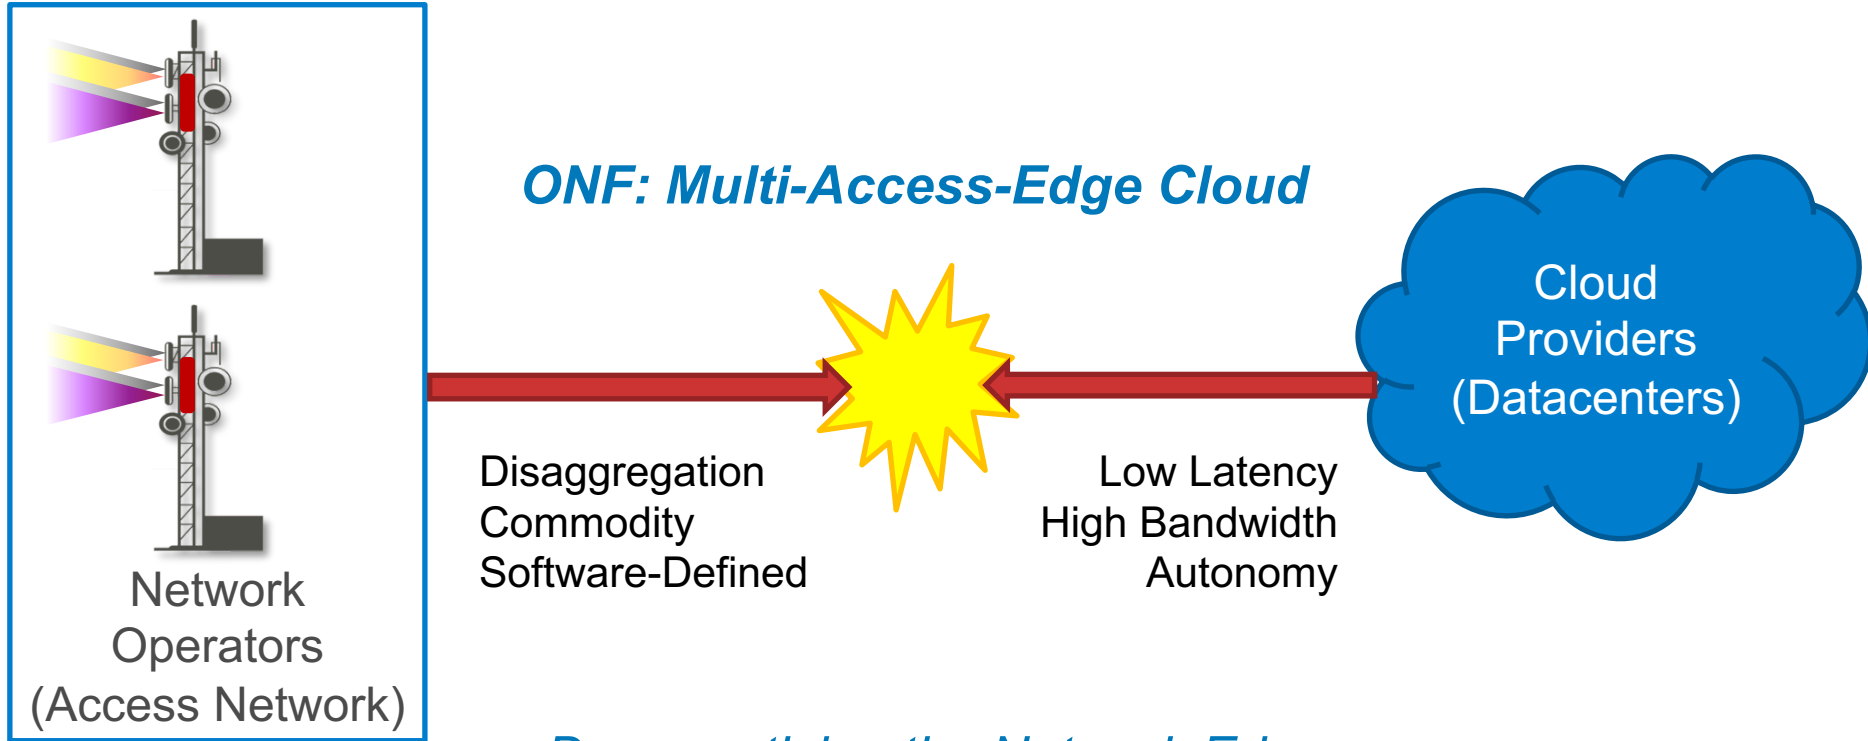 ONF: Multi-Access-Edge Cloud
Cloud
Providers
(Datacenters)
Disaggregation
Commodity
Software-Defined
Low Latency
High Bandwidth
Autonomy
Network
Operators
(Access Network)
Network